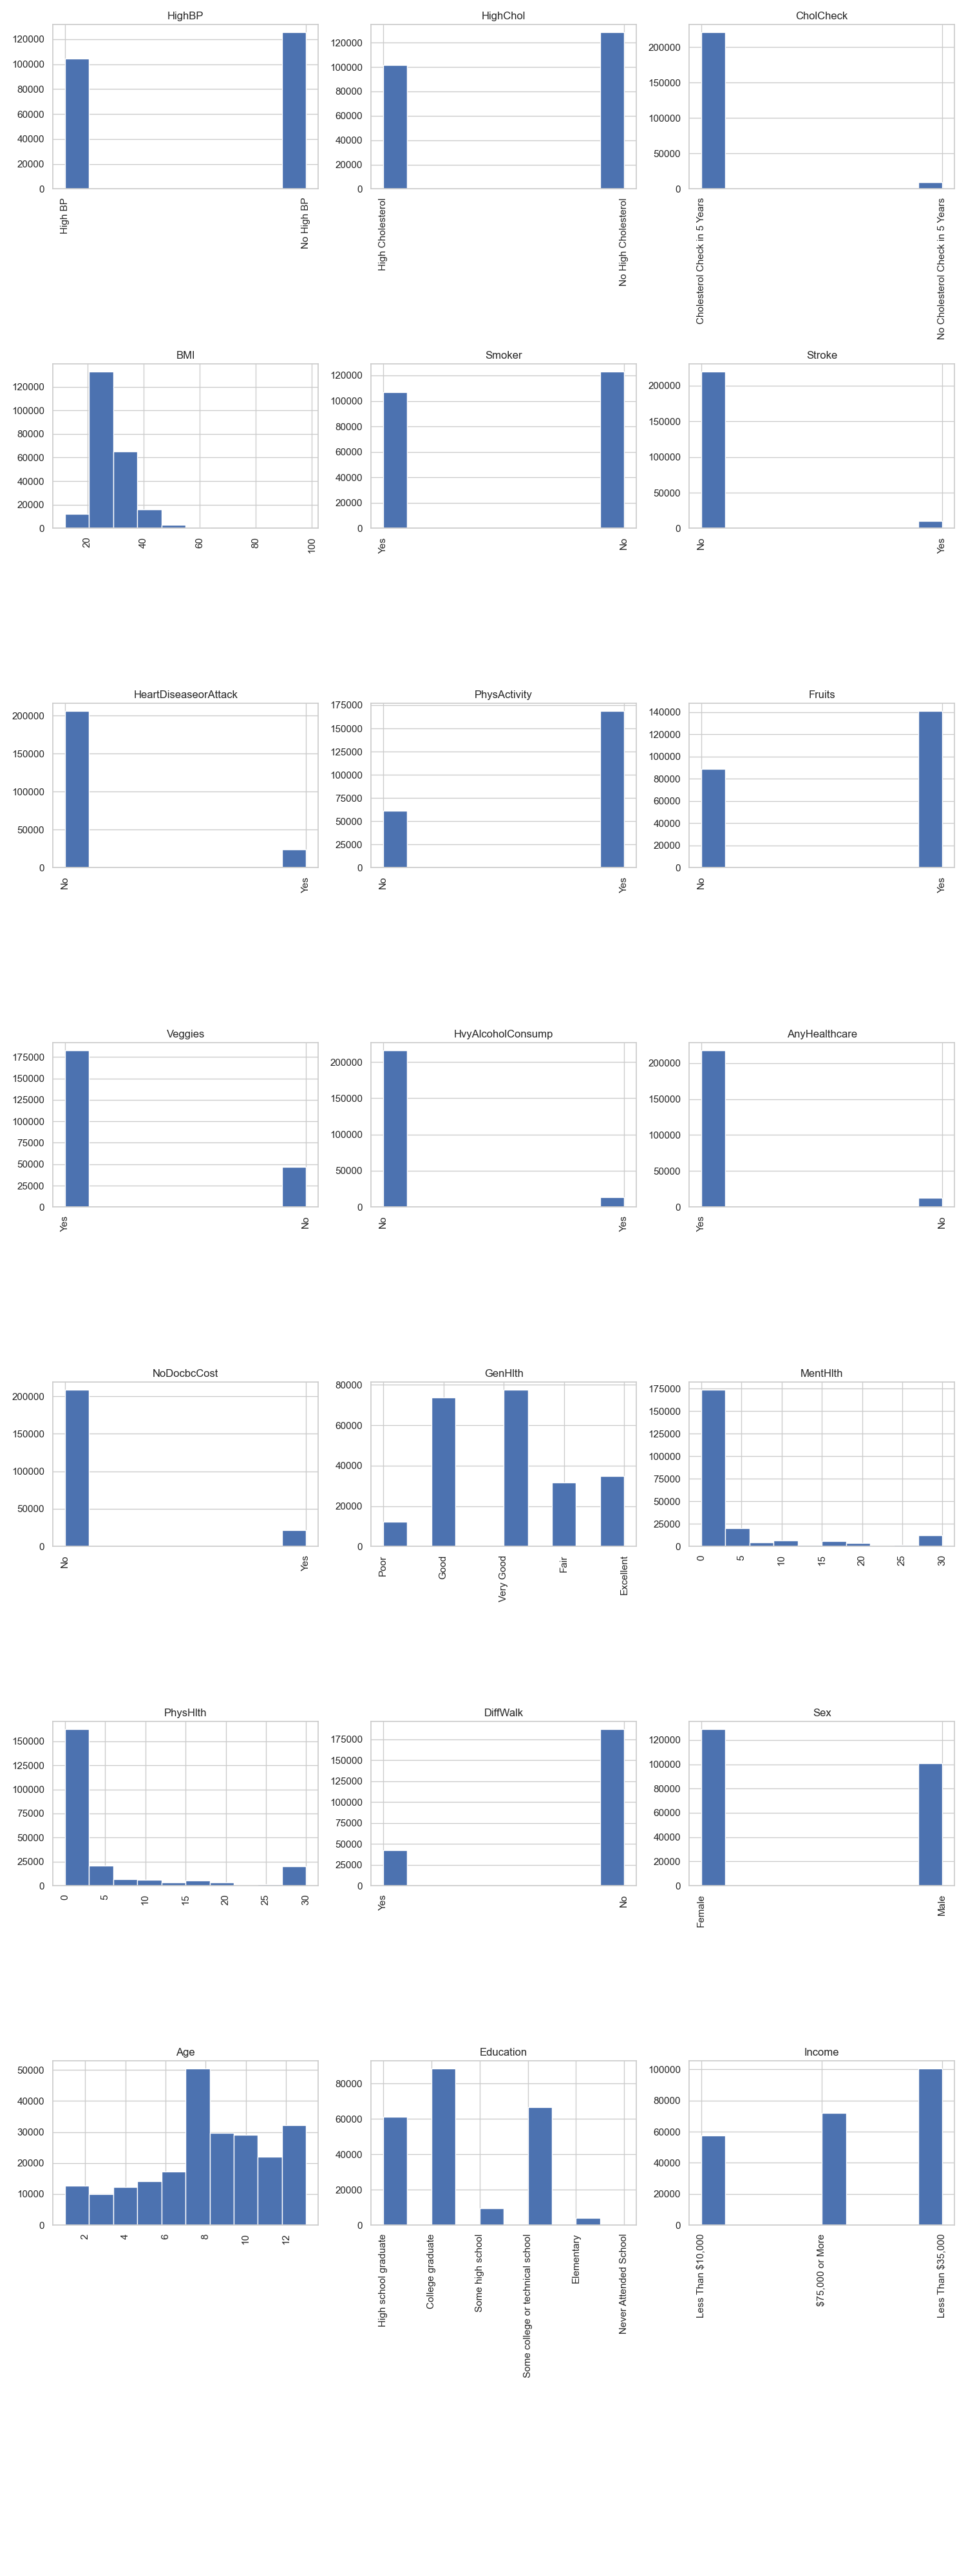 HighBP
120000
100000
80000
60000
40000
20000
0
High BP
No High BP
HighChol
120000
100000
80000
60000
40000
20000
0
High Cholesterol
No High Cholesterol
CholCheck
200000
150000
100000
50000
0
Cholesterol Check in 5 Years
No Cholesterol Check in 5 Years
BMI
120000
100000
80000
60000
40000
20000
0
20
40
60
80
100
Smoker
120000
100000
80000
60000
40000
20000
0
Yes
No
Stroke
200000
150000
100000
50000
0
No
Yes
HeartDiseaseorAttack
200000
150000
100000
50000
0
No
Yes
PhysActivity
175000
150000
125000
100000
75000
50000
25000
0
No
Yes
Fruits
140000
120000
100000
80000
60000
40000
20000
0
No
Yes
Veggies
175000
150000
125000
100000
75000
50000
25000
0
Yes
No
HvyAlcoholConsump
200000
150000
100000
50000
0
No
Yes
AnyHealthcare
200000
150000
100000
50000
0
Yes
No
NoDocbcCost
200000
150000
100000
50000
0
No
Yes
GenHlth
80000
60000
40000
20000
0
Poor
Good
Very Good
Fair
Excellent
MentHlth
175000
150000
125000
100000
75000
50000
25000
0
0
5
10
15
20
25
30
PhysHlth
150000
125000
100000
75000
50000
25000
0
0
5
10
15
20
25
30
DiffWalk
175000
150000
125000
100000
75000
50000
25000
0
Yes
No
Sex
120000
100000
80000
60000
40000
20000
0
Female
Male
Age
50000
40000
30000
20000
10000
0
2
4
6
8
10
12
Education
80000
60000
40000
20000
0
High school graduate
College graduate
Some high school
Some college or technical school
Elementary
Never Attended School
Income
100000
80000
60000
40000
20000
0
Less Than $10,000
$75,000 or More
Less Than $35,000